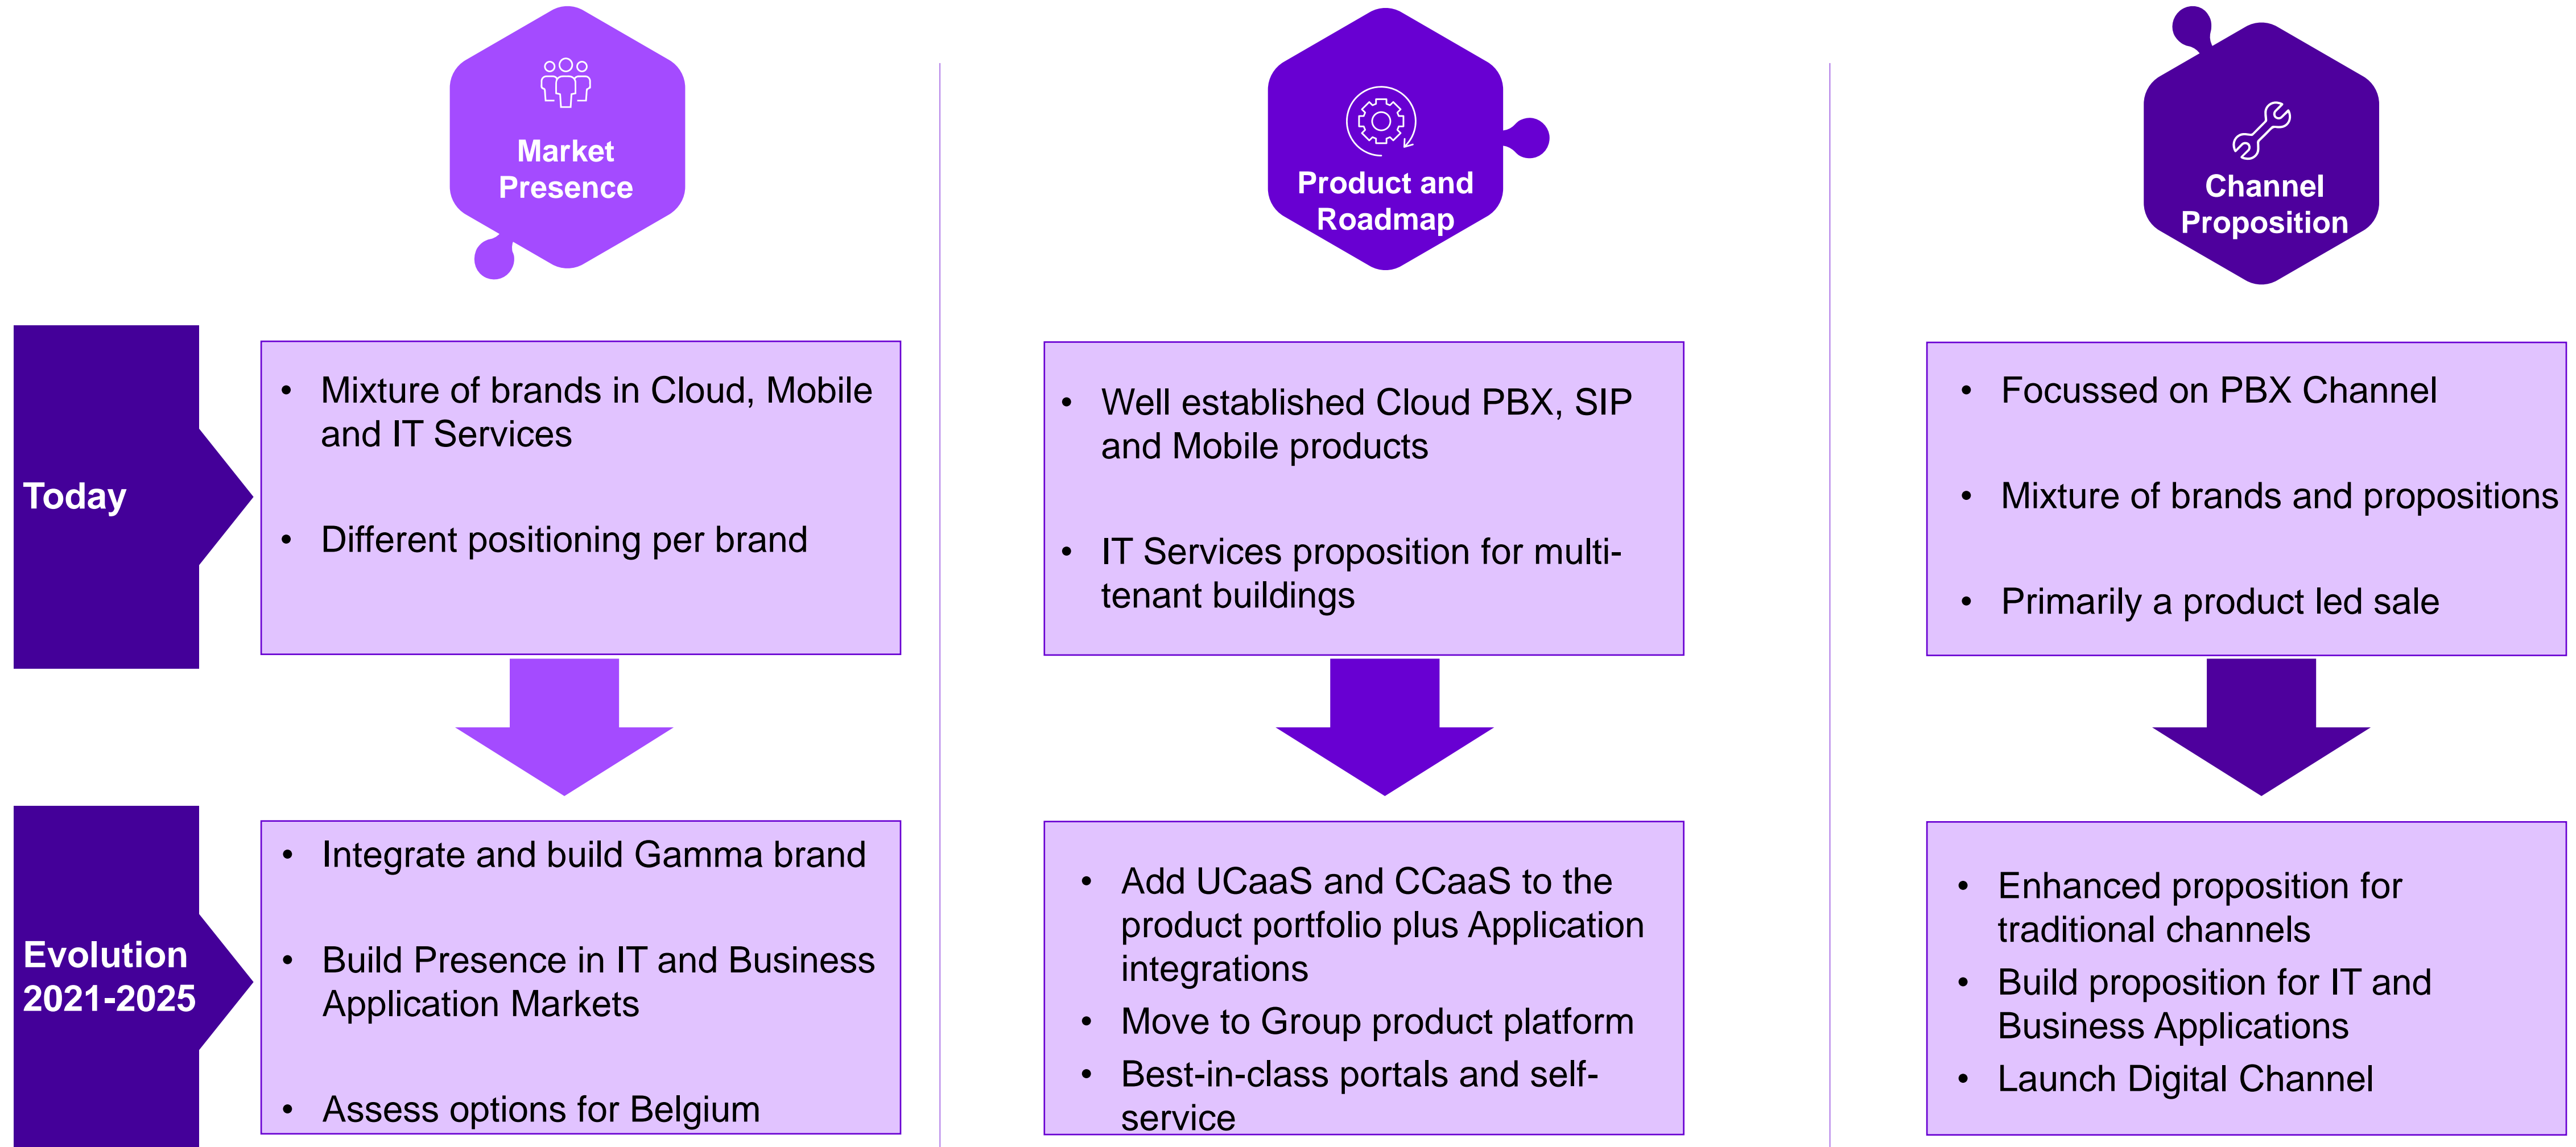 Market
Presence
Product and
Roadmap
Channel
Proposition
Today
• Mixture of brands in Cloud, Mobile
and IT Services
• Different positioning per brand
• Well established Cloud PBX, SIP
and Mobile products
• IT Services proposition for multi-
tenant buildings
• Focussed on PBX Channel
• Mixture of brands and propositions
• Primarily a product led sale
Evolution
2021-2025
• Integrate and build Gamma brand
• Build Presence in IT and Business
Application Markets
• Assess options for Belgium
• Add UCaaS and CCaaS to the
product portfolio plus Application
integrations
• Move to Group product platform
• Best-in-class portals and self-
service
• Enhanced proposition for
traditional channels
• Build proposition for IT and
Business Applications
• Launch Digital Channel